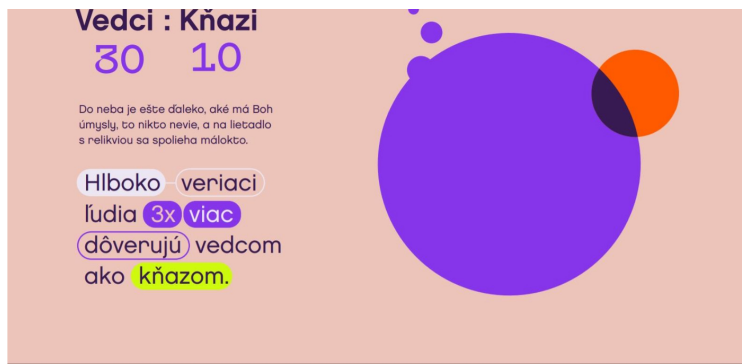 Vedci : Kňazi
30 10
Do neba je ešte ďaleko, aké má Boh
úmysly, to nikto nevie, a na lietadlo
s relikviou sa spolieha málokto.
Hlboko veriaci
ľudia 3x viac
dôverujú vedcom
ako kňazom.